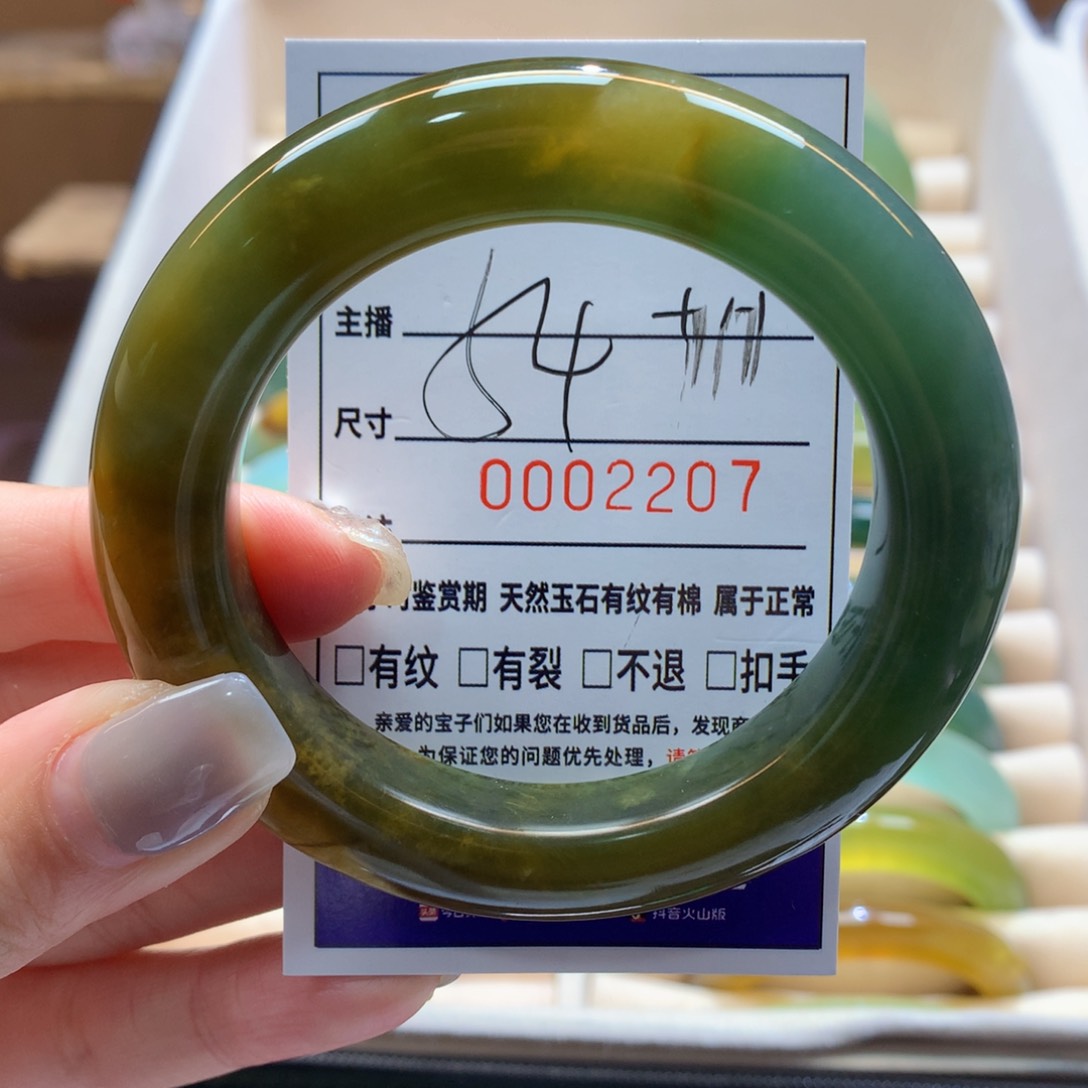 主播
54
尺寸
0002207
鉴赏期 天然玉石有纹有棉 属于正常
□有纹 □有裂 □不退 □扣手
亲爱的宝子们如果您在收到货品后，发现
为保证您的问题优先处理，请
抖音火山版